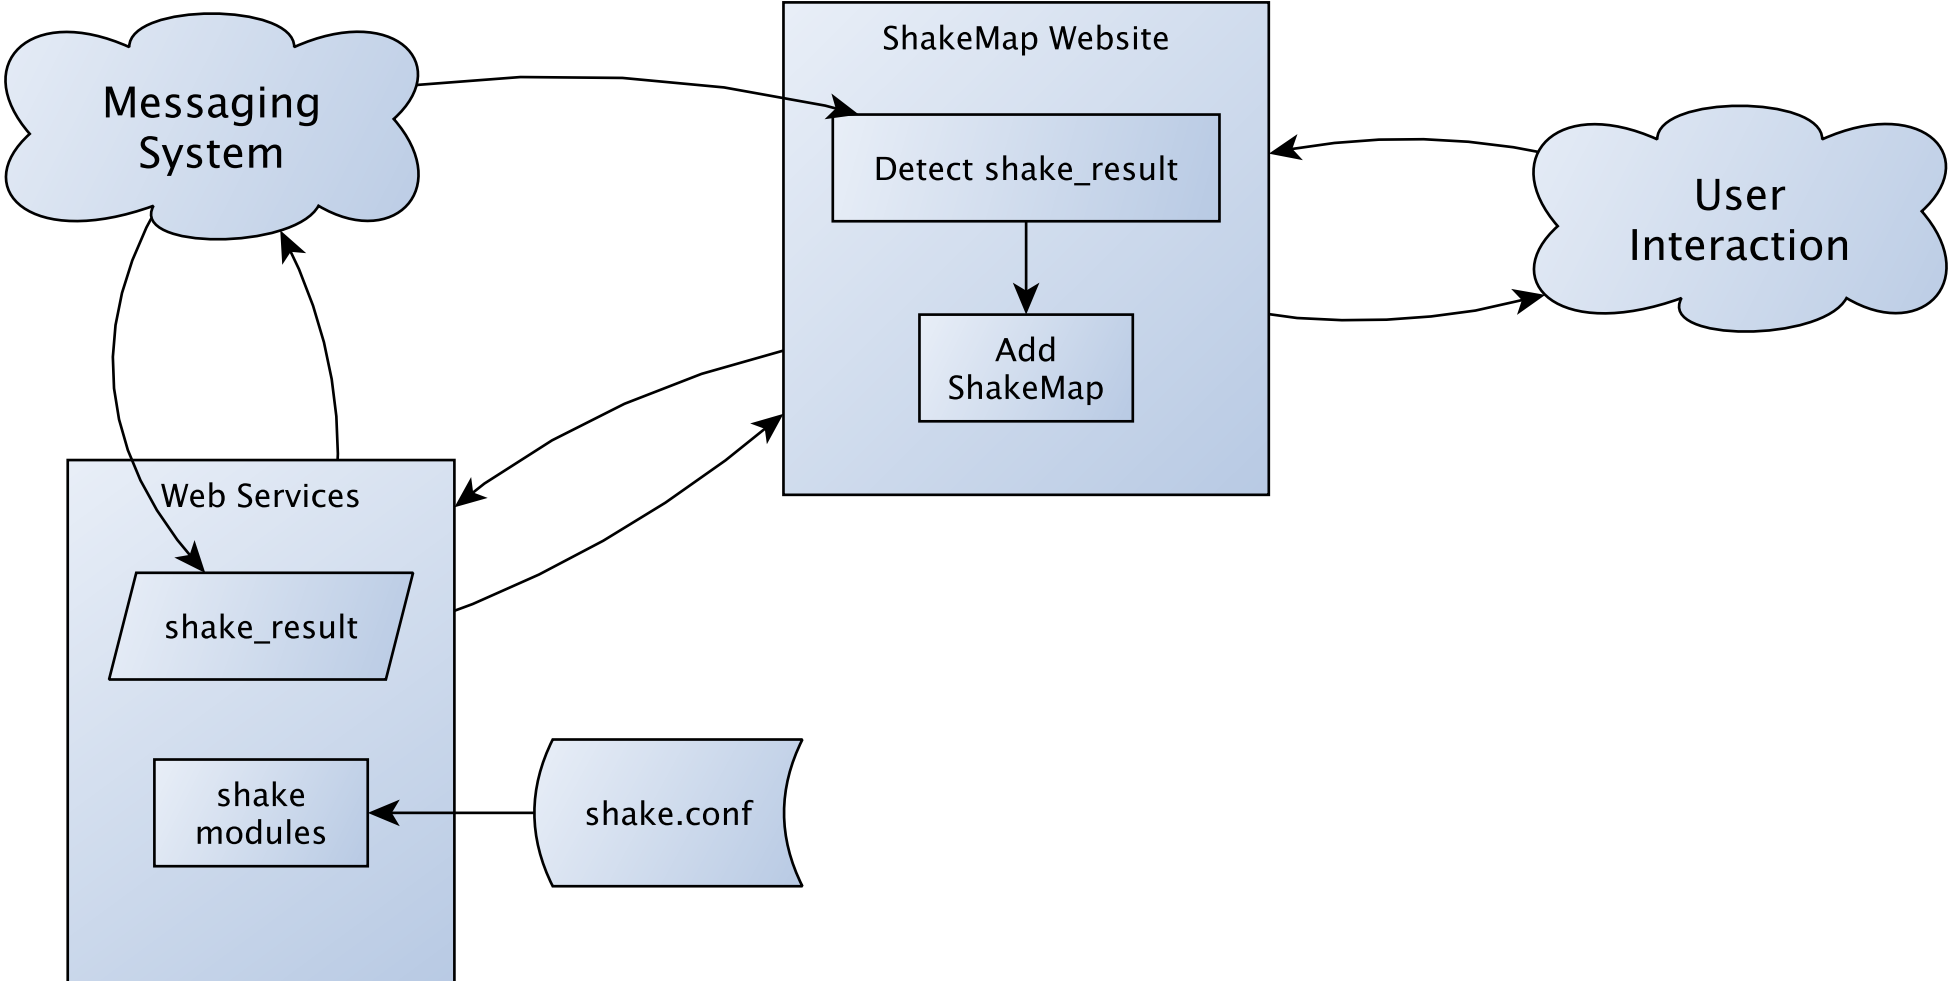 Messaging
System
ShakeMap Website
Detect shake_result
Add
ShakeMap
User
Interaction
Web Services
shake_result
shake
modules
shake.conf